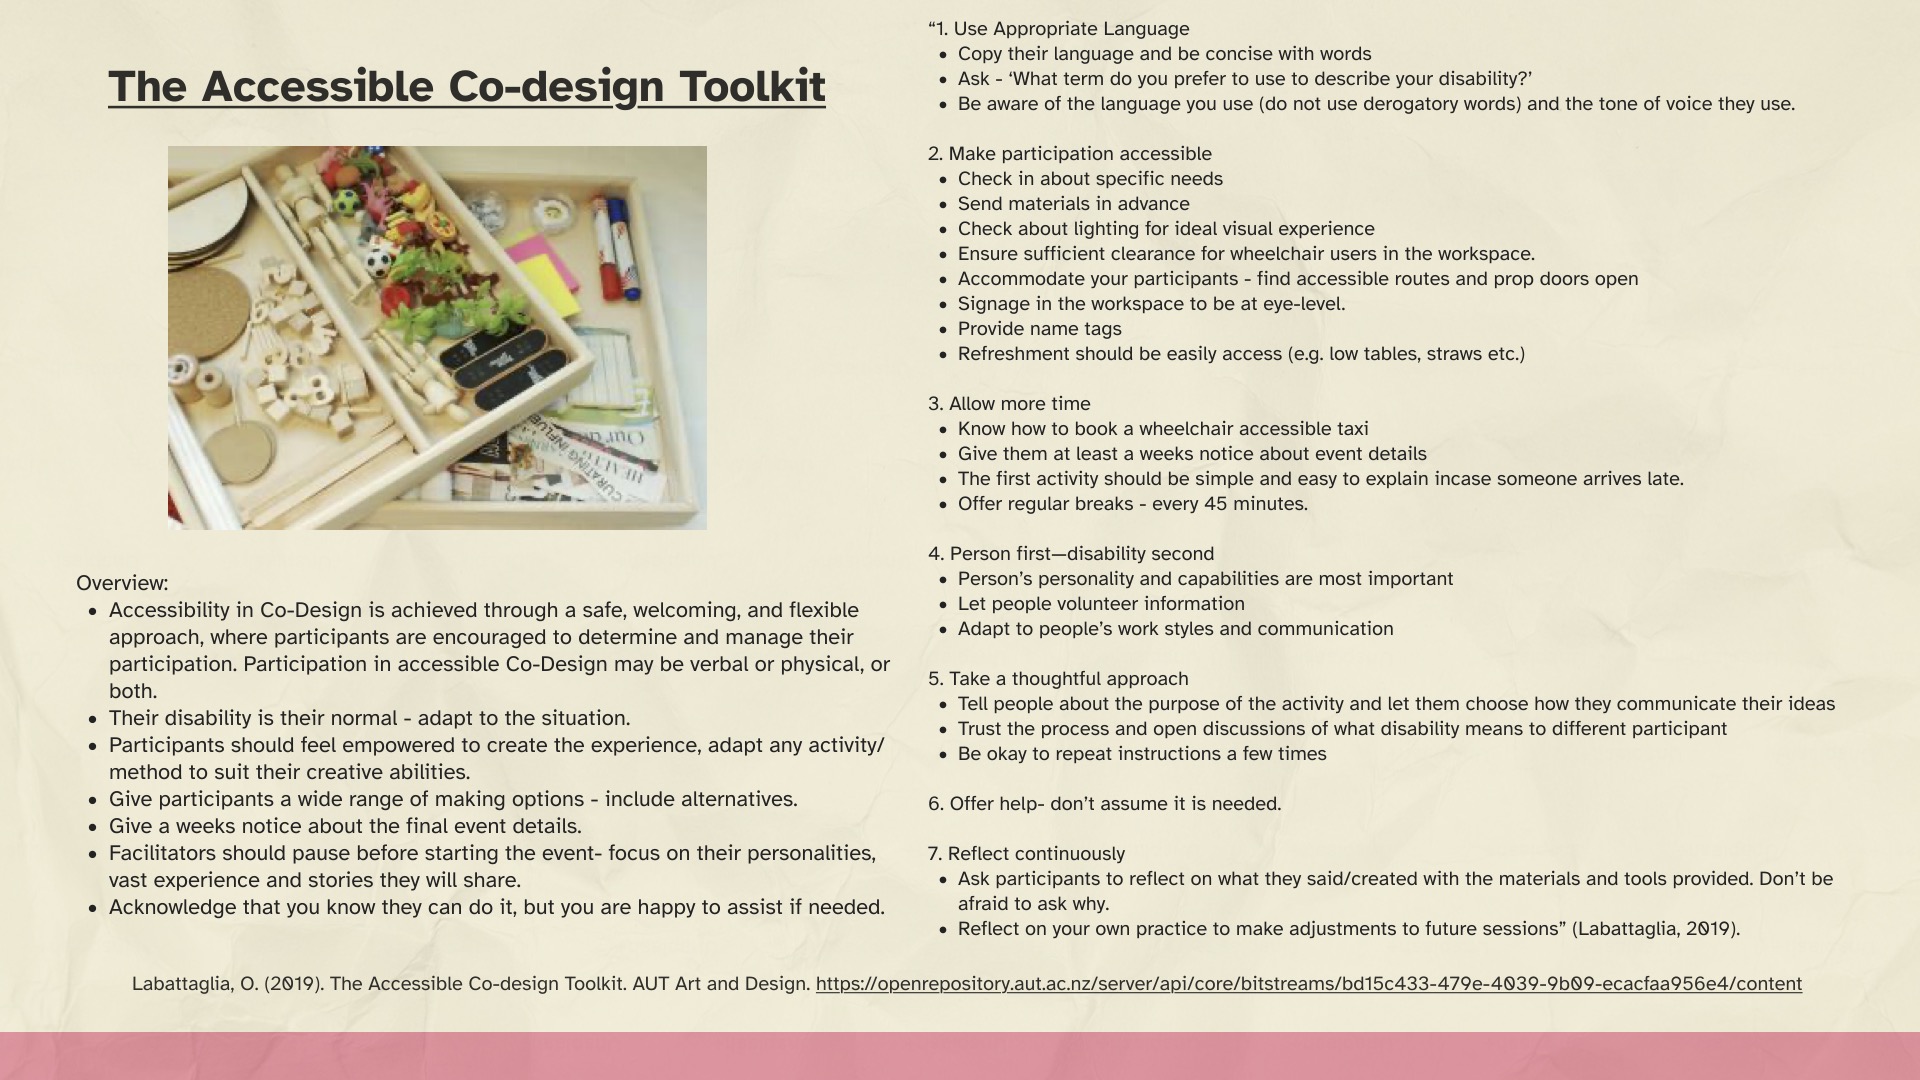 The Accessible Co-design Toolkit
Overview:
• Accessibility in Co-Design is achieved through a safe, welcoming, and flexible
approach, where participants are encouraged to determine and manage their
participation. Participation in accessible Co-Design may be verbal or physical, or
both.
• Their disability is their normal - adapt to the situation.
• Participants should feel empowered to create the experience, adapt any activity/
method to suit their creative abilities.
• Give participants a wide range of making options - include alternatives.
• Give a weeks notice about the final event details.
• Facilitators should pause before starting the event- focus on their personalities,
vast experience and stories they will share.
• Acknowledge that you know they can do it, but you are happy to assist if needed.
“1. Use Appropriate Language
• Copy their language and be concise with words
• Ask - ‘What term do you prefer to use to describe your disability?’
• Be aware of the language you use (do not use derogatory words) and the tone of voice they use.
2. Make participation accessible
• Check in about specific needs
• Send materials in advance
• Check about lighting for ideal visual experience
• Ensure sufficient clearance for wheelchair users in the workspace.
• Accommodate your participants - find accessible routes and prop doors open
• Signage in the workspace to be at eye-level.
• Provide name tags
• Refreshment should be easily access (e.g. low tables, straws etc.)
3. Allow more time
• Know how to book a wheelchair accessible taxi
• Give them at least a weeks notice about event details
• The first activity should be simple and easy to explain incase someone arrives late.
• Offer regular breaks - every 45 minutes.
4. Person first—disability second
• Person’s personality and capabilities are most important
• Let people volunteer information
• Adapt to people’s work styles and communication
5. Take a thoughtful approach
• Tell people about the purpose of the activity and let them choose how they communicate their ideas
• Trust the process and open discussions of what disability means to different participant
• Be okay to repeat instructions a few times
6. Offer help- don’t assume it is needed.
7. Reflect continuously
• Ask participants to reflect on what they said/created with the materials and tools provided. Don’t be
afraid to ask why.
• Reflect on your own practice to make adjustments to future sessions” (Labattaglia, 2019).
Labattaglia, O. (2019). The Accessible Co-design Toolkit. AUT Art and Design. https://openrepository.aut.ac.nz/server/api/core/bitstreams/bd15c433-479e-4039-9b09-ecacfaa956e4/content